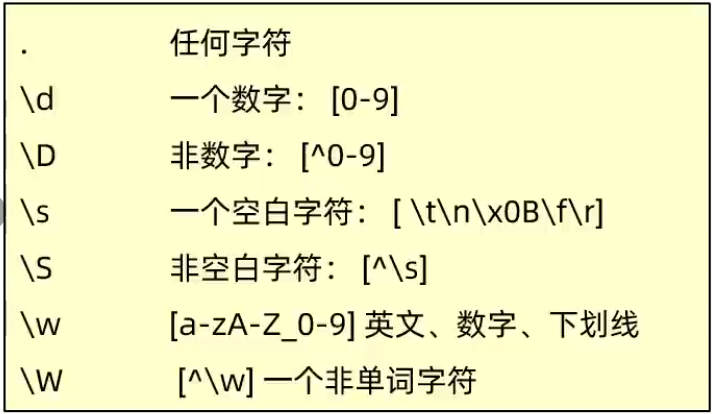 . 任何字符
\d 一个数字： [0-9]
\D 非数字： [^0-9]
\s 一个空白字符： [ \t\n\x0B\f\r]
\S 非空白字符： [^\s]
\w [a-zA-Z_0-9] 英文、数字、下划线
\W [^\w] 一个非单词字符